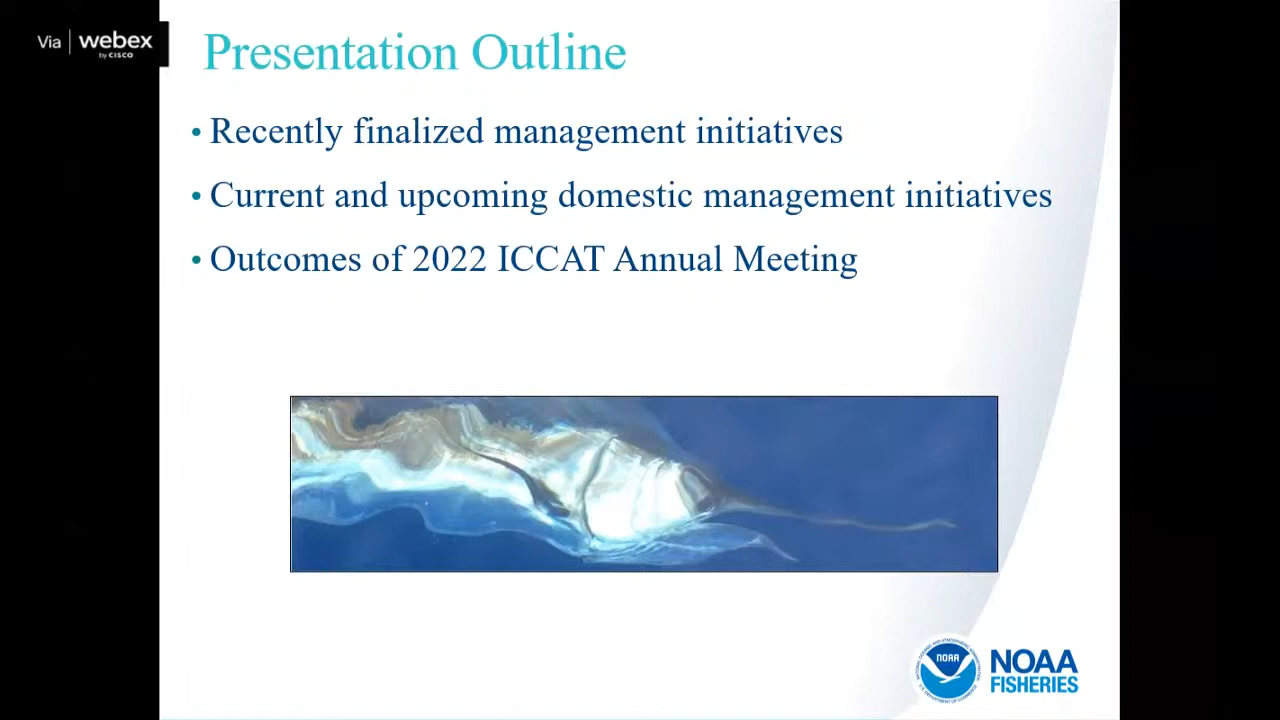 Via webex
by CISCO
Presentation Outline
• Recently finalized management initiatives
• Current and upcoming domestic management initiatives
• Outcomes of 2022 ICCAT Annual Meeting
NOAA
NOAA
FISHERIES